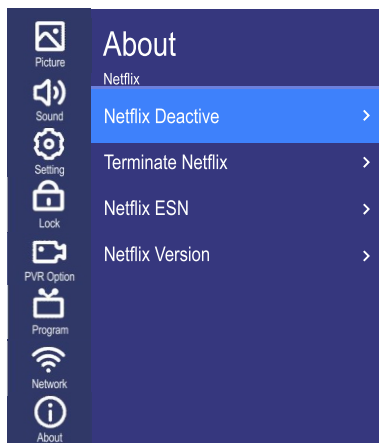 Picture
Sound
Setting
Lock
PVR Option
Program
Network
About
About
Netflix
Netflix Deactive
Terminate Netflix
Netflix ESN
Netflix Version